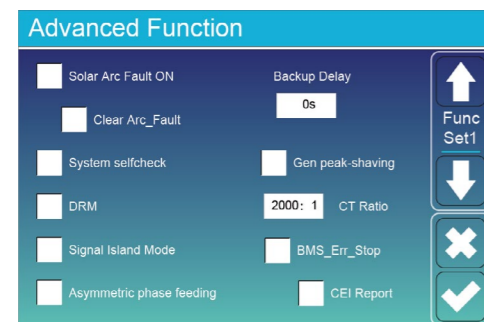 Advanced Function
Solar Arc Fault ON
Backup Delay
0s
Clear Arc_Fault
Func
Set1
System selfcheck
Gen peak-shaving
DRM
2000: 1
CT Ratio
Signal Island Mode
BMS_Err_Stop
Asymmetric phase feeding
CEI Report